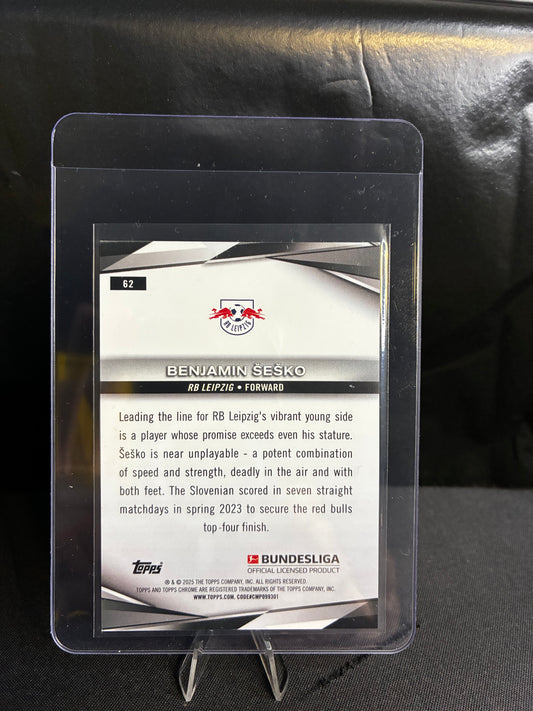 62
RB LEIPZIG
BENJAMIN ŠEŠKO
RB LEIPZIG • FORWARD
Leading the line for RB Leipzig's vibrant young side
is a player whose promise exceeds even his stature.
Šeško is near unplayable - a potent combination
of speed and strength, deadly in the air and with
both feet. The Slovenian scored in seven straight
matchdays in spring 2023 to secure the red bulls
top-four finish.
topps
BUNDESLIGA
OFFICIAL LICENSED PRODUCT
® & © 2025 THE TOPPS COMPANY, INC. ALL RIGHTS RESERVED.
TOPPS AND TOPPS CHROME ARE REGISTERED TRADEMARKS OF THE TOPPS COMPANY, INC.
WWW.TOPPS.COM. CODE#CMP099301